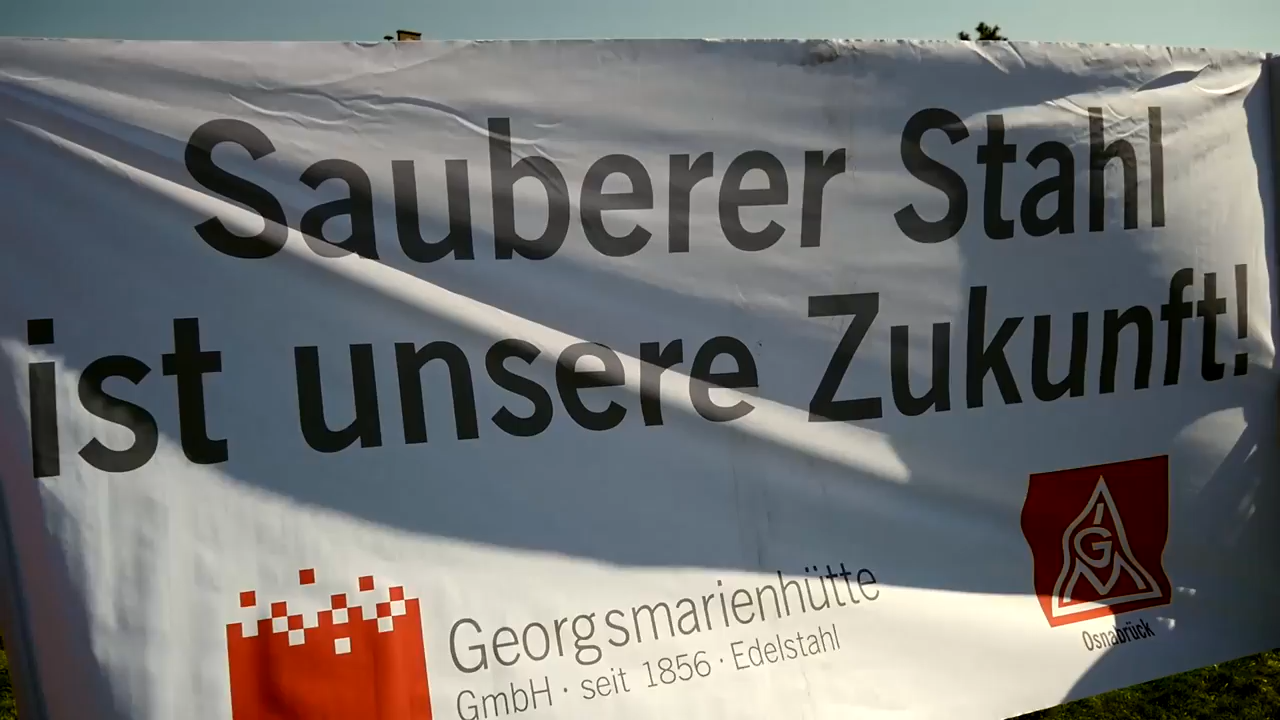 Sauberer Stahl
ist unsere Zukunft!
IGM
Osnabrück
Georgsmarienhütte
GmbH · seit 1856 · Edelstahl